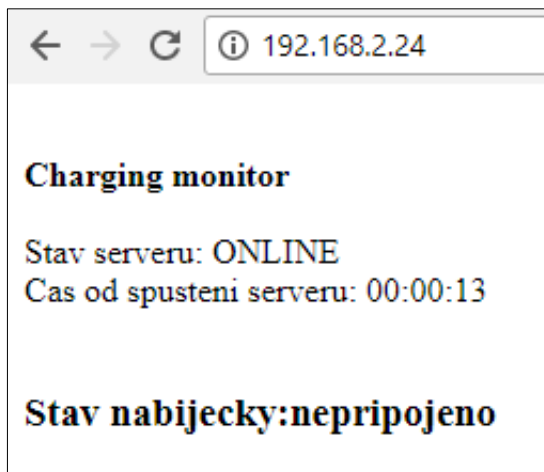 192.168.2.24
Charging monitor
Stav serveru: ONLINE
Cas od spusteni serveru: 00:00:13
Stav nabijecky:nepripojeno